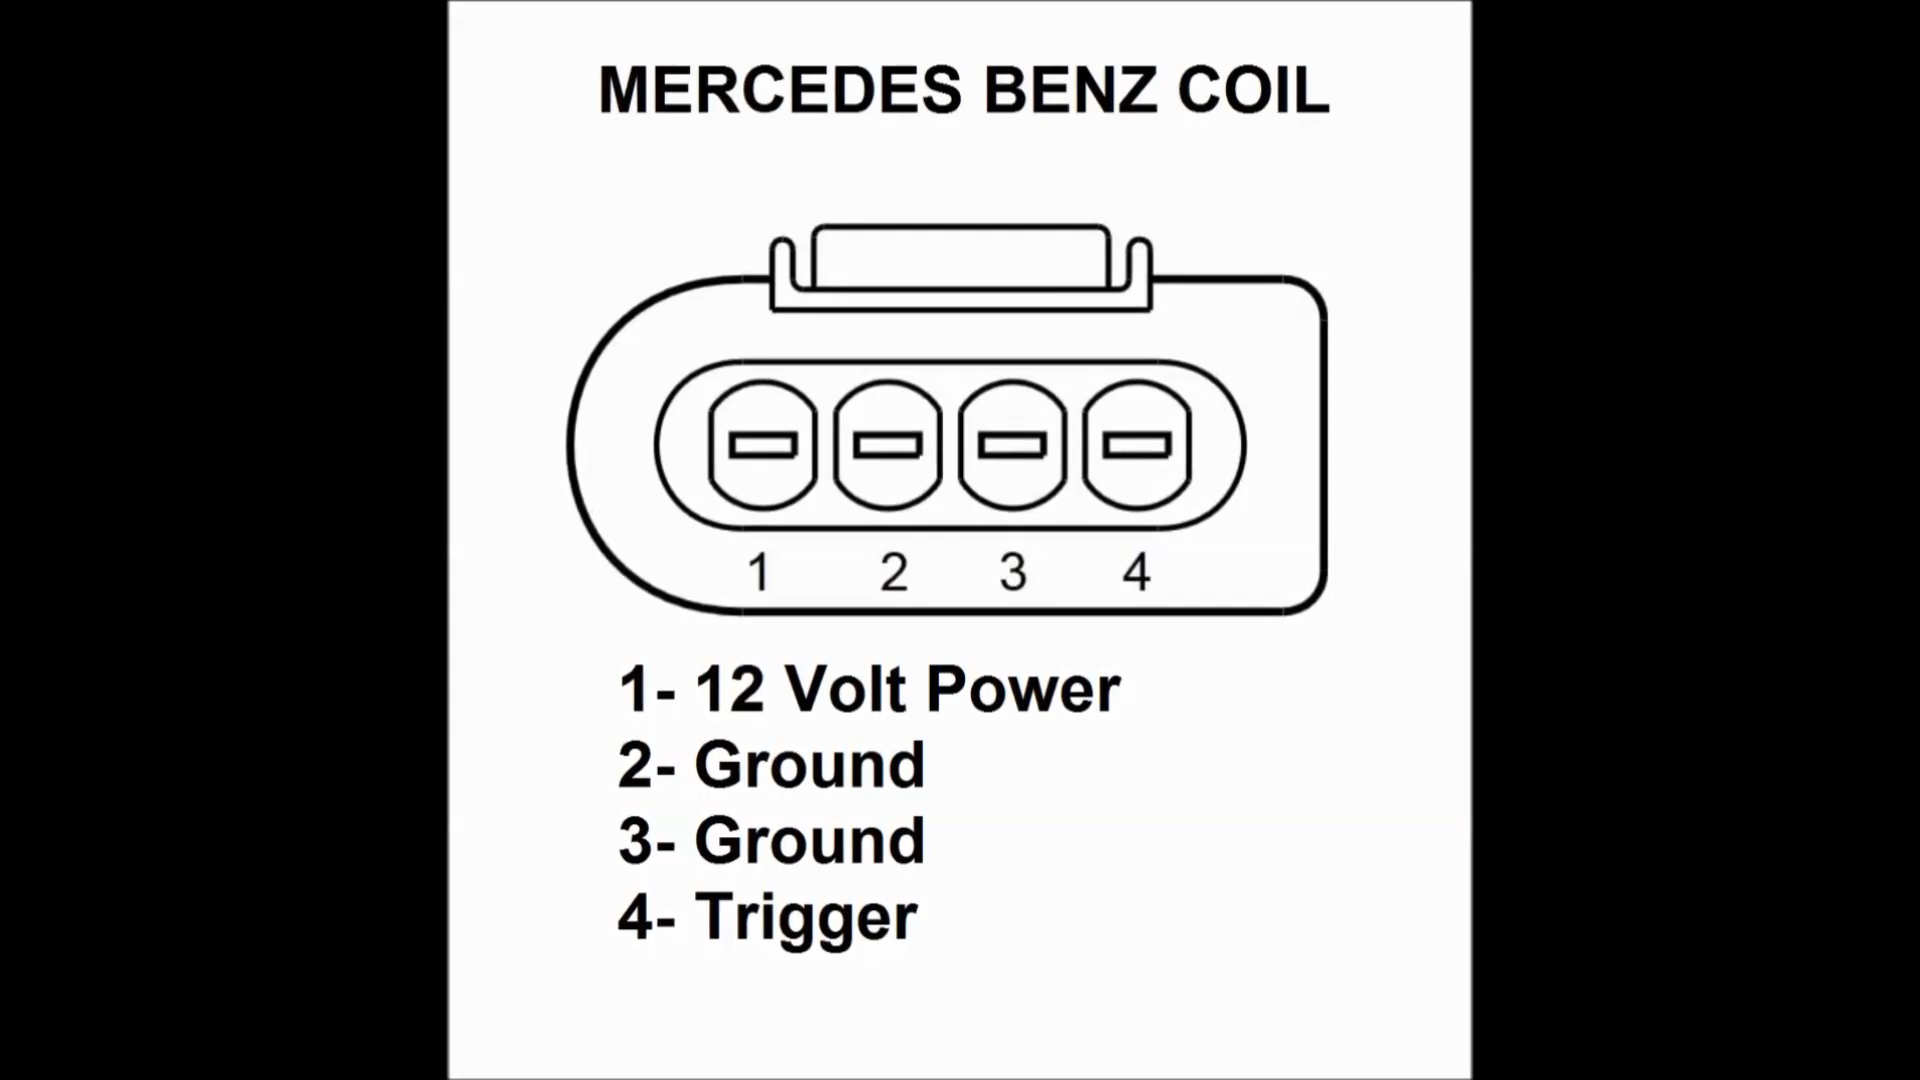 MERCEDES BENZ COIL
1 2 3 4
1- 12 Volt Power
2- Ground
3- Ground
4- Trigger